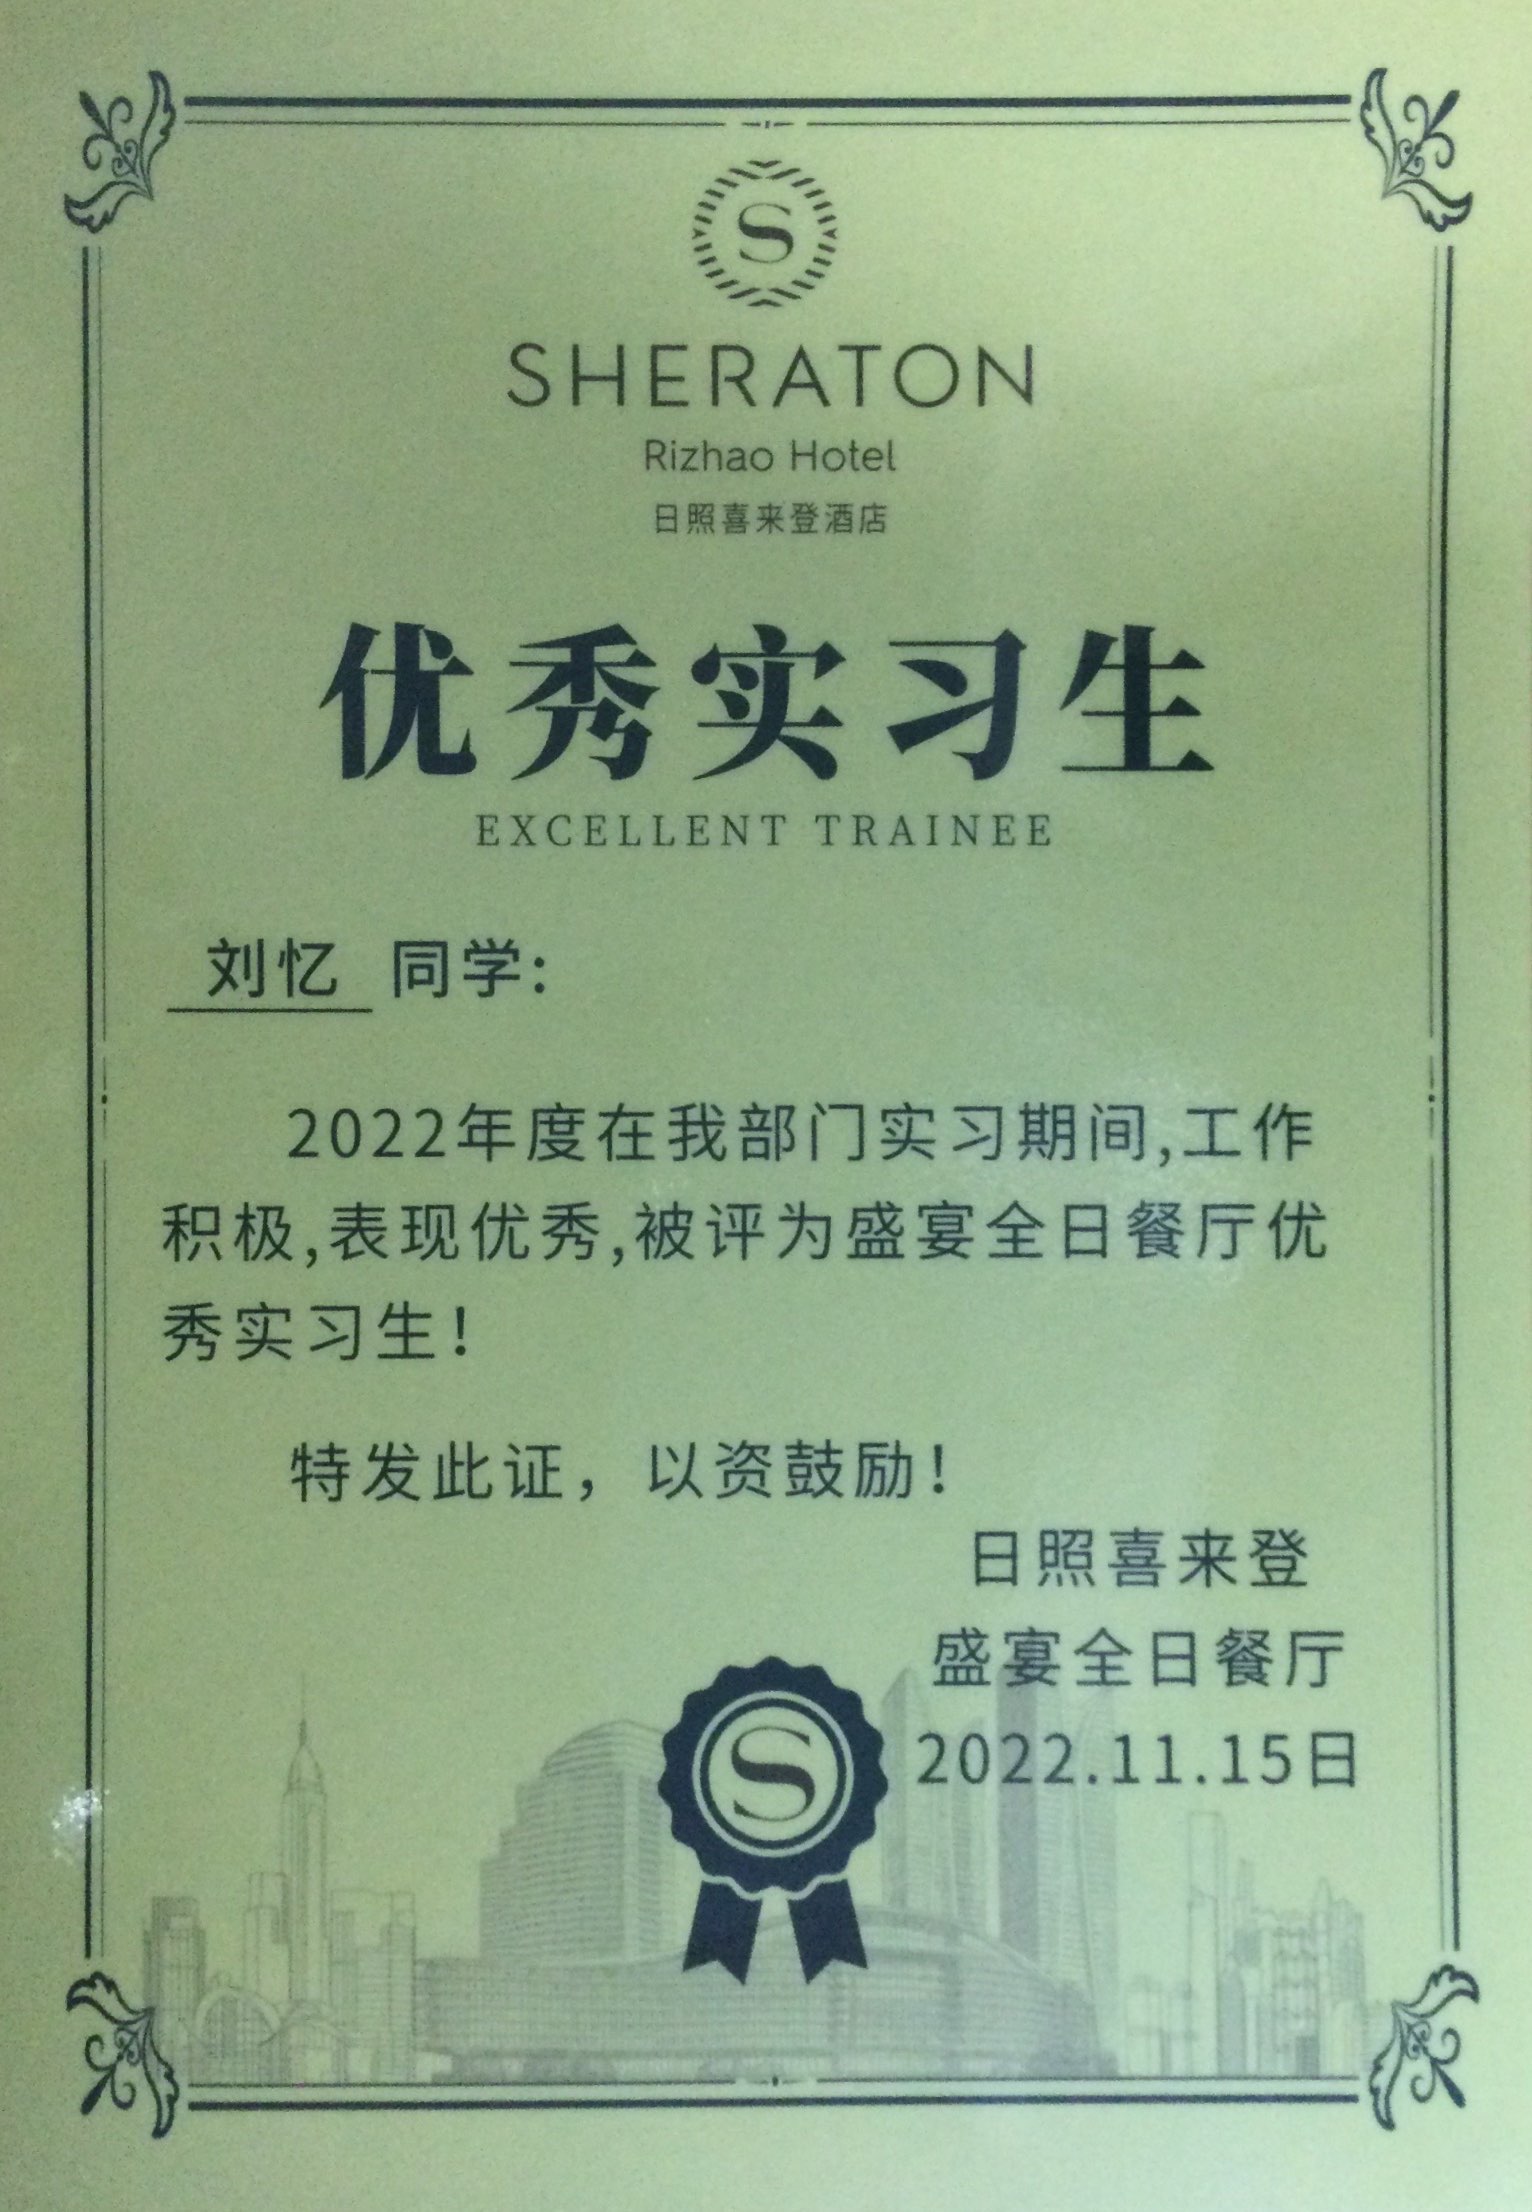 S
SHERATON
Rizhao Hotel
日照喜来登酒店
优秀实习生
EXCELLENT TRAINEE
刘忆 同学:
2022年度在我部门实习期间,工作
积极,表现优秀,被评为盛宴全日餐厅优
秀实习生!
特发此证，以资鼓励!
日照喜来登
盛宴全日餐厅
2022.11.15日
S